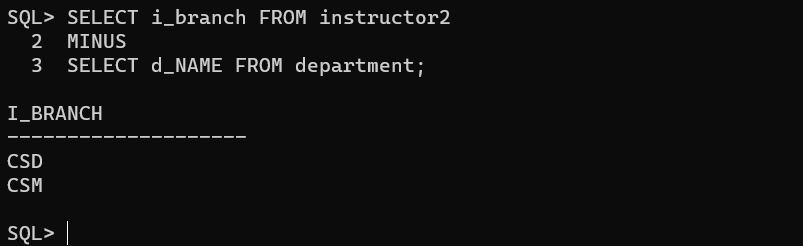 SQL> SELECT i_branch FROM instructor2
  2  MINUS
  3  SELECT d_NAME FROM department;
I_BRANCH
--------------------
CSD
CSM
SQL>